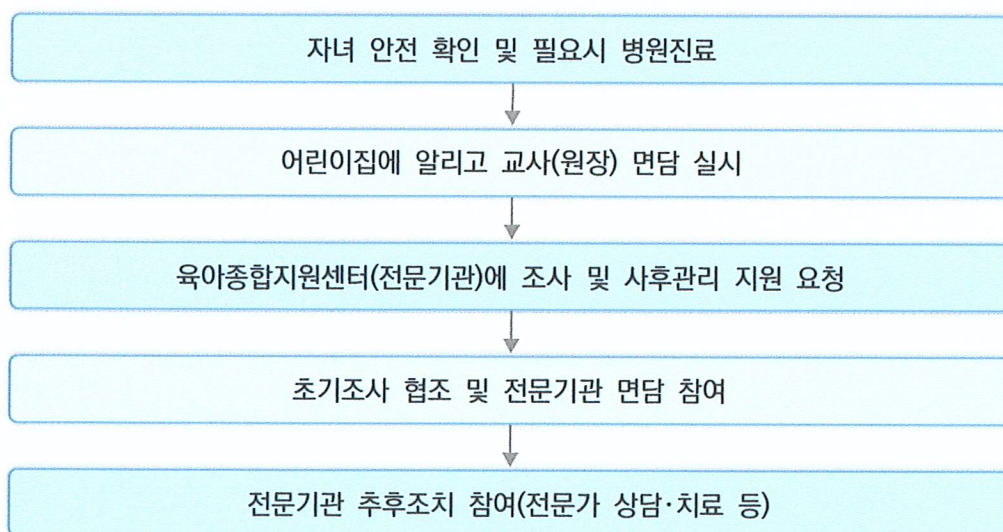 자녀 안전 확인 및 필요시 병원진료
어린이집에 알리고 교사(원장) 면담 실시
육아종합지원센터(전문기관)에 조사 및 사후관리 지원 요청
초기조사 협조 및 전문기관 면담 참여
전문기관 추후조치 참여(전문가 상담·치료 등)